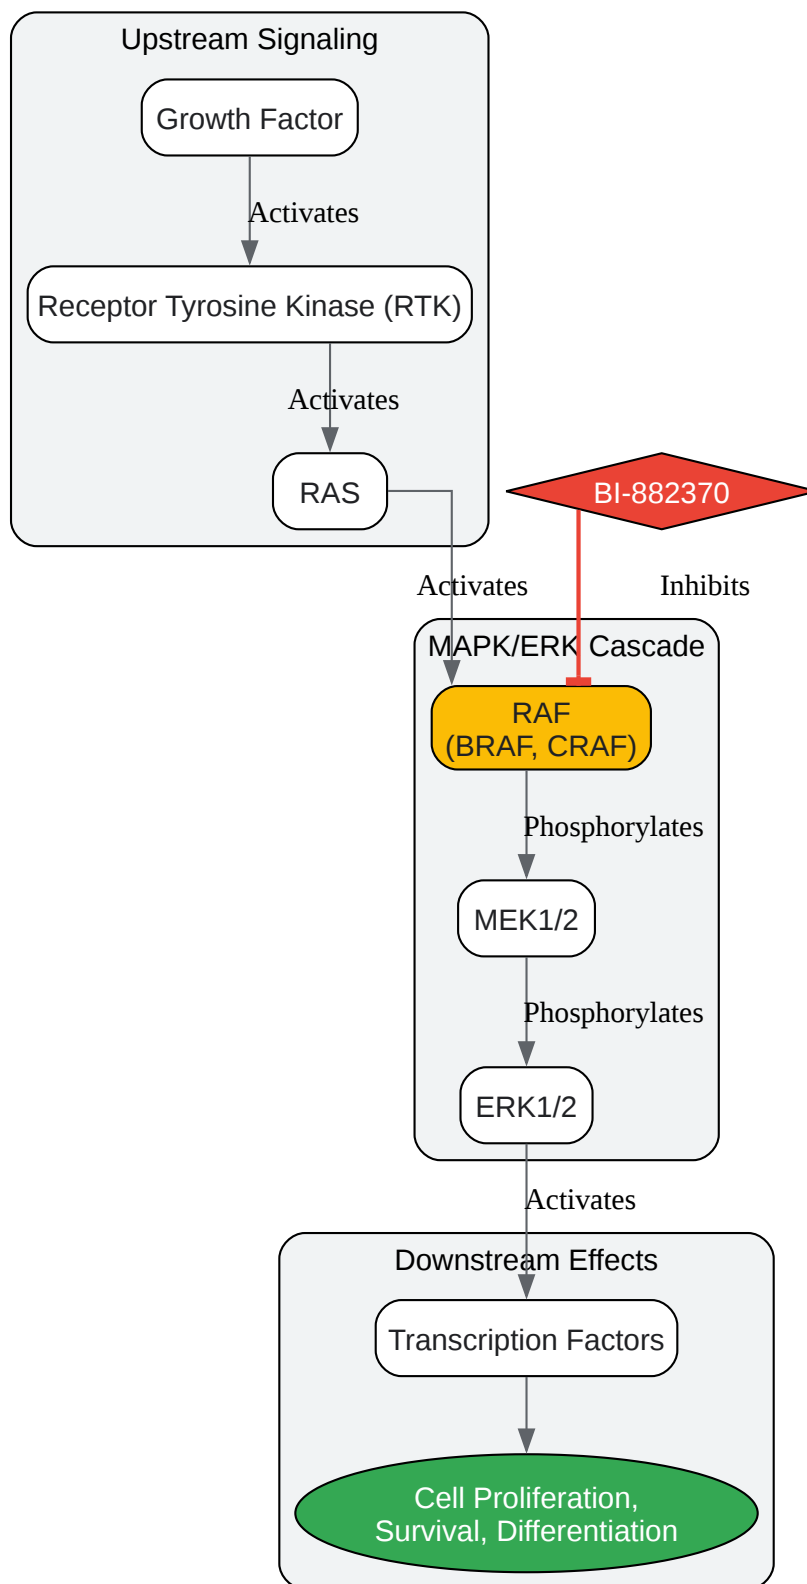 Upstream Signaling
Growth Factor
Activates
Receptor Tyrosine Kinase (RTK)
Activates
RAS
BI-882370
Activates
Inhibits
MAPK/ERK Cascade
RAF
(BRAF, CRAF)
Phosphorylates
MEK1/2
Phosphorylates
ERK1/2
Activates
Downstream Effects
Transcription Factors
Cell Proliferation,
Survival, Differentiation